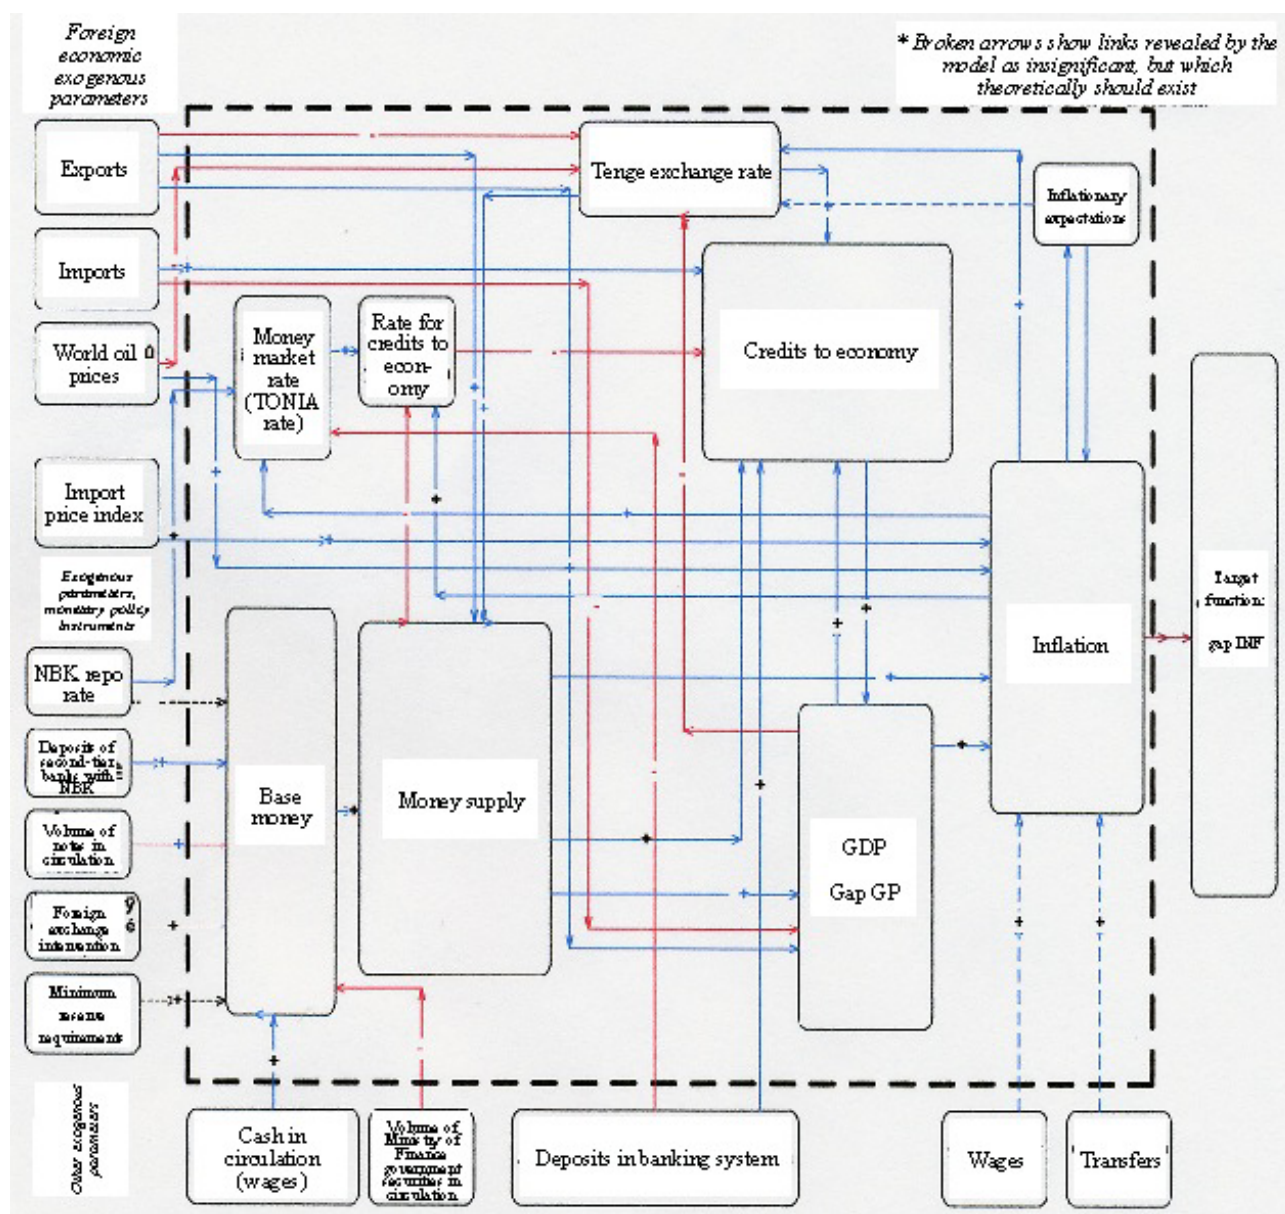 Foreign
economic
exogenous
parameters
* Broken arrows show links revealed by the
model as insignificant, but which
theoretically should exist
Exports
Tenge exchange rate
Inflationary
expectations
Imports
Money
market
rate
(TONIA
rate)
Rate for
credits to
econ-
omy
World oil
prices
Credits to economy
Import
price index
Target
function:
gap INF
Exogenous
parameters,
monetary policy
instruments
Inflation
NBK repo
rate
Deposits of
second-tier
banks with
NBK
Base
money
Money supply
Volume of
notes in
circulation
GDP
Gap GP
Foreign
exchange
intervention
Minimum
reserve
requirements
Other exogenous
parameters
Cash in
circulation
(wages)
Volume of
Ministry of
Finance
government
securities in
circulation
Deposits in banking system
Wages
Transfers